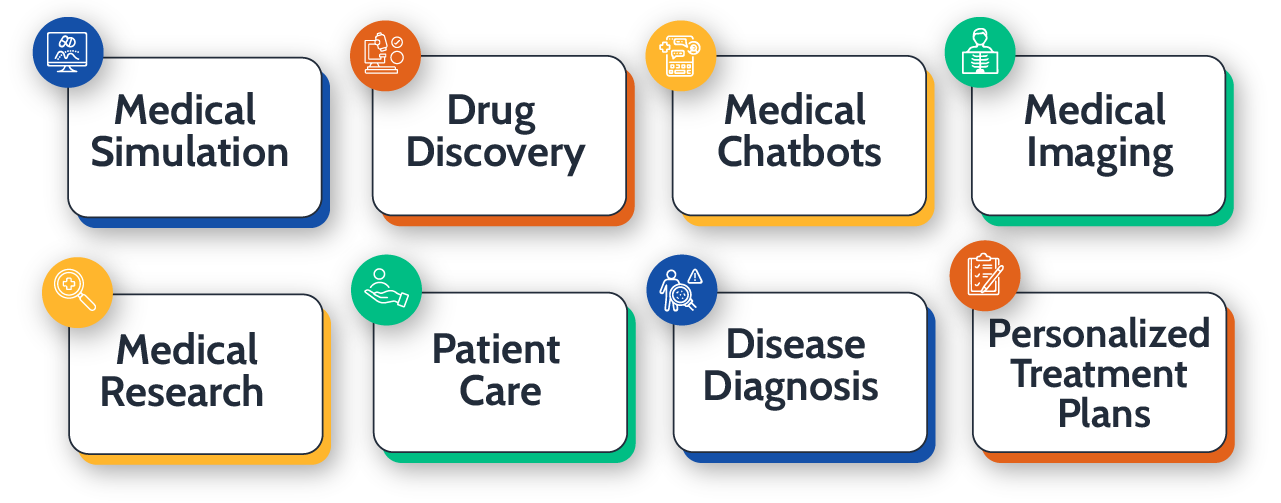 Medical
Simulation
Drug
Discovery
Medical
Chatbots
Medical
Imaging
Medical
Research
Patient
Care
Disease
Diagnosis
Personalized
Treatment
Plans